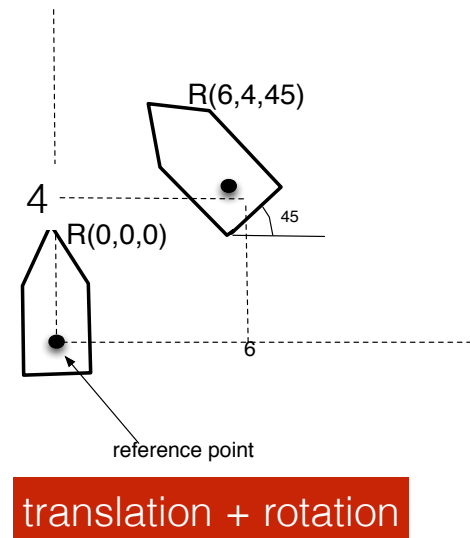 R(6,4,45)
4
45
R(0,0,0)
6
reference point
translation + rotation